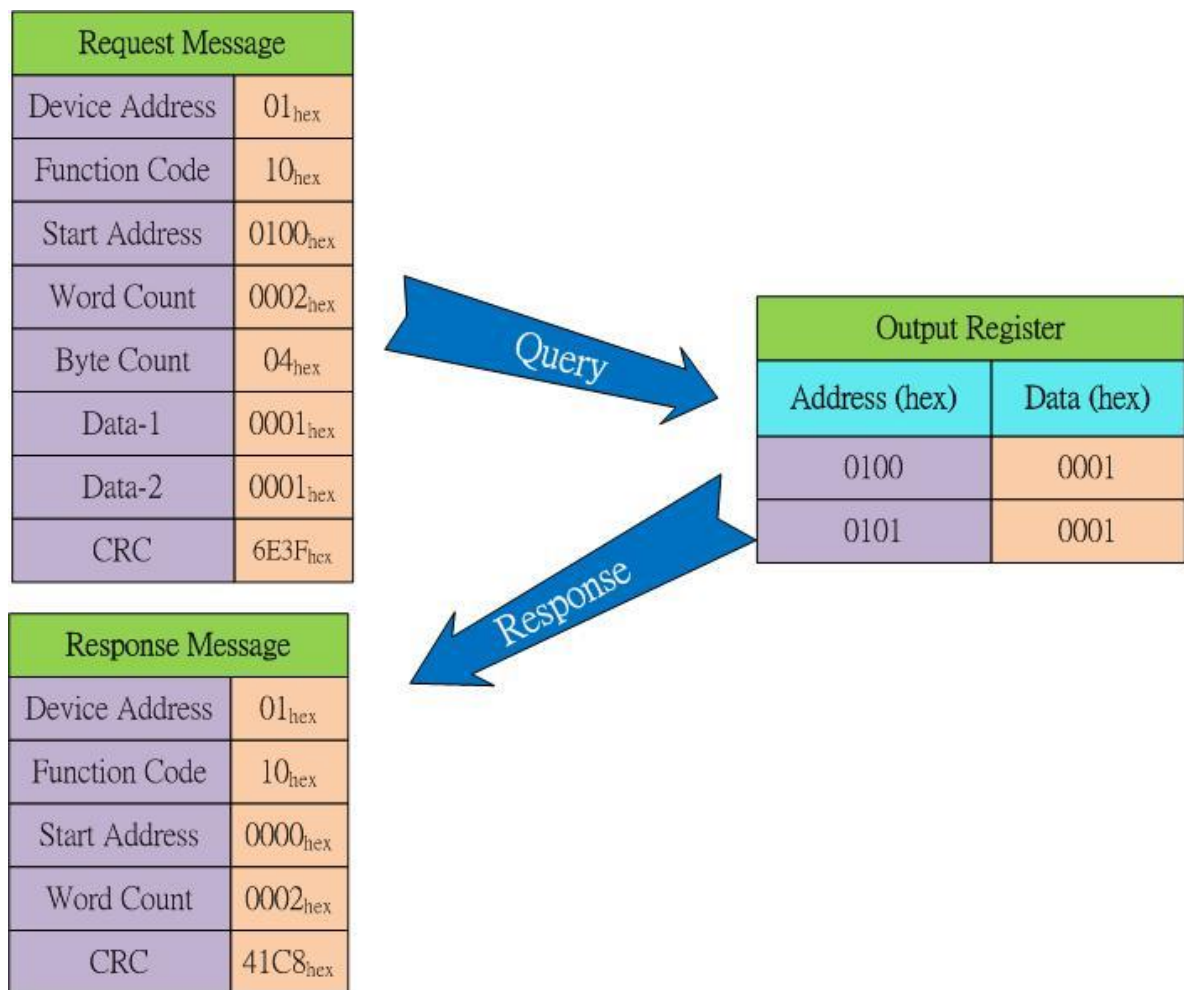 Request Message
Device Address 01hex
Function Code 10hex
Start Address 0100hex
Word Count 0002hex
Byte Count 04hex
Data-1 0001hex
Data-2 0001hex
CRC 6E3Fhex
Query
Output Register
Address (hex) Data (hex)
0100 0001
0101 0001
Response
Response Message
Device Address 01hex
Function Code 10hex
Start Address 0000hex
Word Count 0002hex
CRC 41C8hex